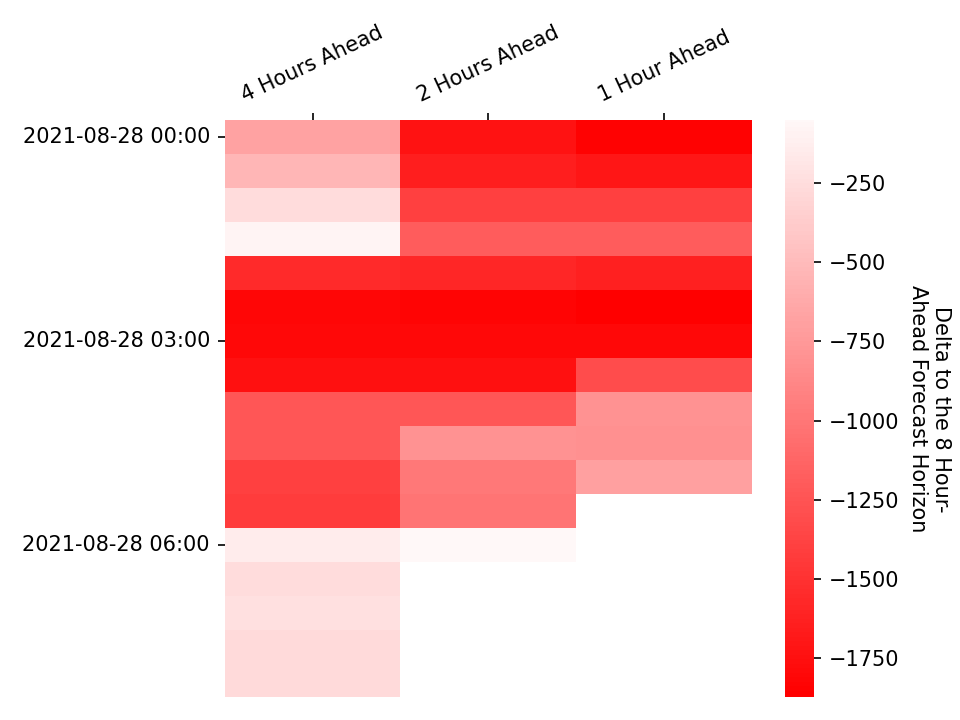 4 Hours Ahead
2 Hours Ahead
1 Hour Ahead
2021-08-28 00:00
2021-08-28 03:00
2021-08-28 06:00
−250
−500
−750
−1000
−1250
−1500
−1750
Delta to the 8 Hour-
Ahead Forecast Horizon